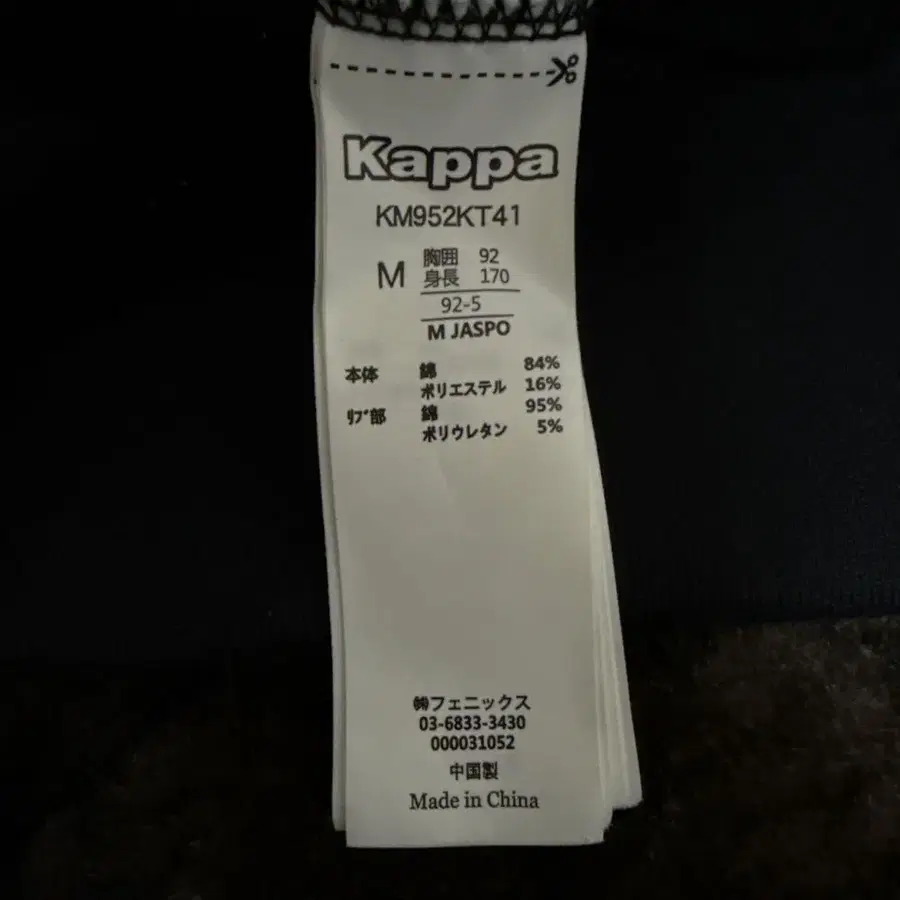 Kappa
KM952KT41
M 胸囲 92
身長 170
92-5
M JASPO
本体 綿 84%
ポリエステル 16%
ﾘﾌﾞ部 綿 95%
ポリウレタン 5%
㈱フェニックス
03-6833-3430
000031052
中国製
Made in China